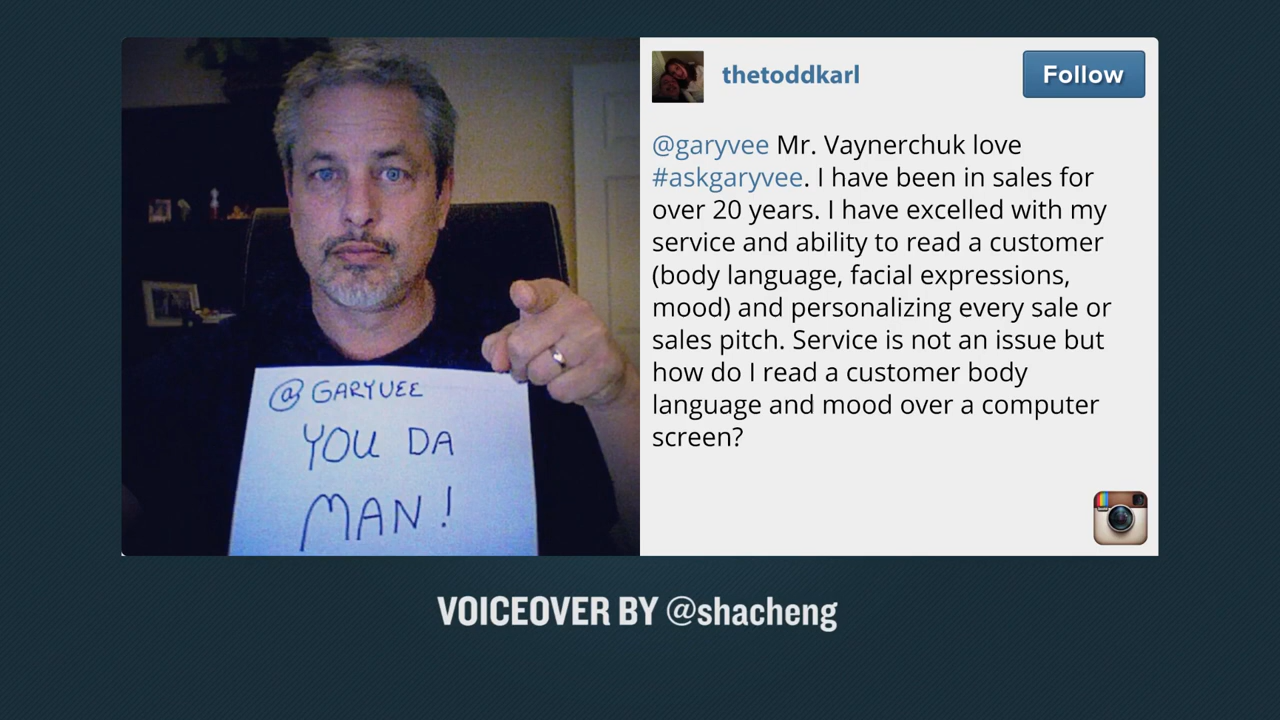 @GARYVEE
YOU DA
MAN!
thetoddkarl
Follow
@garyvee Mr. Vaynerchuk love
#askgaryvee. I have been in sales for
over 20 years. I have excelled with my
service and ability to read a customer
(body language, facial expressions,
mood) and personalizing every sale or
sales pitch. Service is not an issue but
how do I read a customer body
language and mood over a computer
screen?
VOICEOVER BY @shacheng